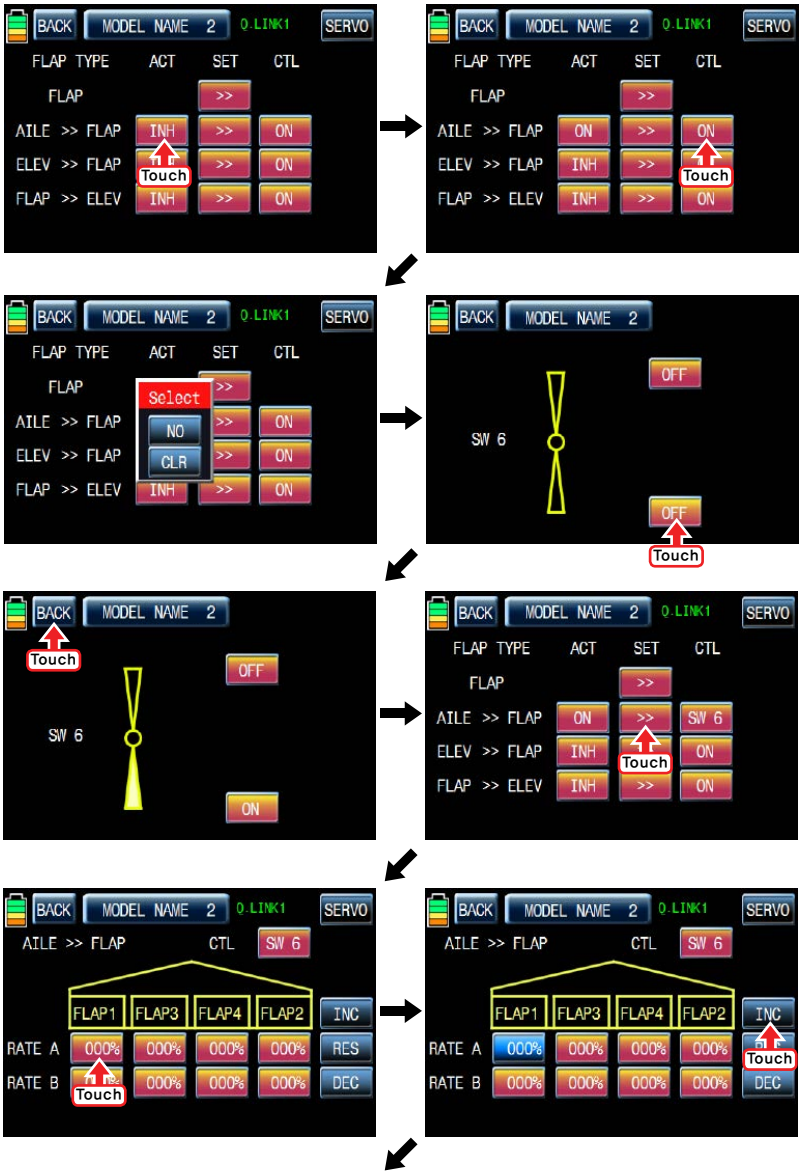 BACK MODEL NAME 2 Q-LINK1 SERVO
FLAP TYPE ACT SET CTL
FLAP >>
AILE >> FLAP INH >> ON
ELEV >> FLAP >> ON
Touch
FLAP >> ELEV INH >> ON
BACK MODEL NAME 2 Q-LINK1 SERVO
FLAP TYPE ACT SET CTL
FLAP >>
AILE >> FLAP ON >> ON
ELEV >> FLAP INH >>
Touch
FLAP >> ELEV INH >> ON
BACK MODEL NAME 2 Q-LINK1 SERVO
FLAP TYPE ACT SET CTL
FLAP >>
Select
AILE >> FLAP NO >> ON
ELEV >> FLAP CLR >> ON
FLAP >> ELEV INH >> ON
BACK MODEL NAME 2
OFF
SW 6
OFF
Touch
BACK MODEL NAME 2
Touch
OFF
SW 6
ON
BACK MODEL NAME 2 Q-LINK1 SERVO
FLAP TYPE ACT SET CTL
FLAP >>
AILE >> FLAP ON >> SW 6
ELEV >> FLAP INH ON
Touch
FLAP >> ELEV INH >> ON
BACK MODEL NAME 2 Q-LINK1 SERVO
AILE >> FLAP CTL SW 6
FLAP1 FLAP3 FLAP4 FLAP2 INC
RATE A 000% 000% 000% 000% RES
RATE B 000% 000% 000% DEC
Touch
BACK MODEL NAME 2 Q-LINK1 SERVO
AILE >> FLAP CTL SW 6
FLAP1 FLAP3 FLAP4 FLAP2 INC
RATE A 000% 000% 000% 000%
Touch
RATE B 000% 000% 000% 000% DEC